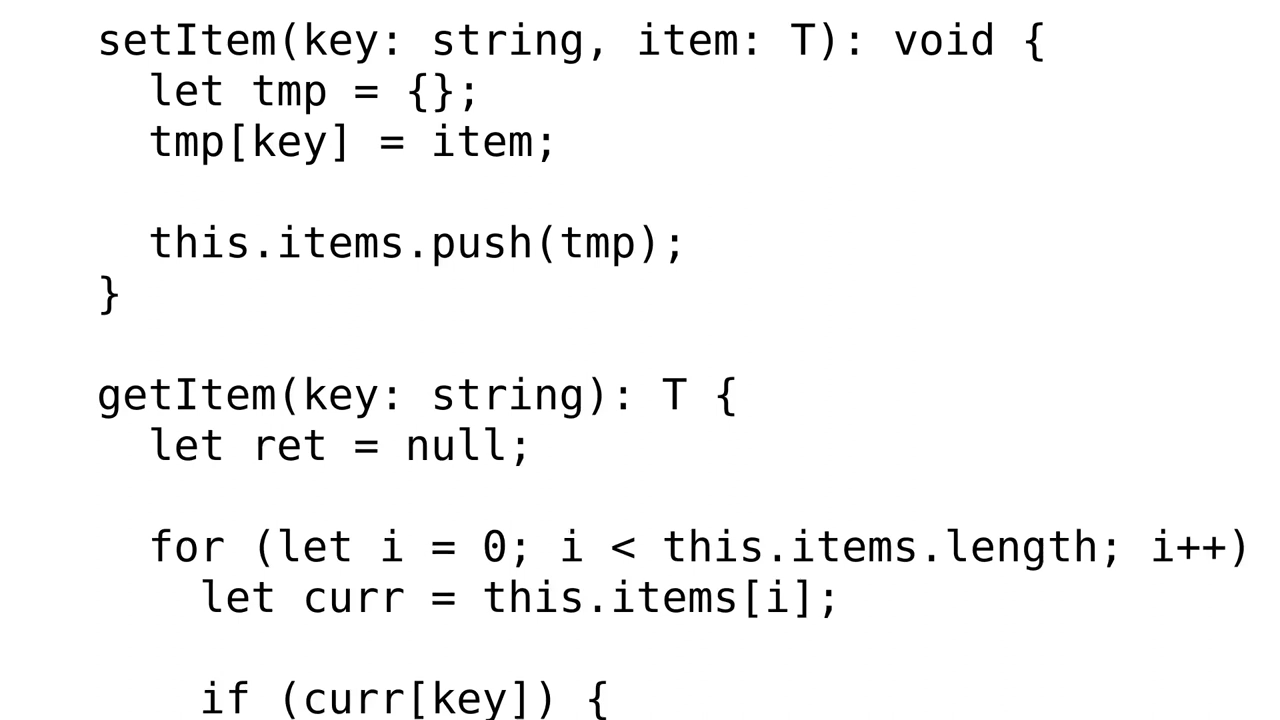 setItem(key: string, item: T): void {
let tmp = {};
tmp[key] = item;
this.items.push(tmp);
}
getItem(key: string): T {
let ret = null;
for (let i = 0; i < this.items.length; i++)
let curr = this.items[i];
if (curr[key]) {